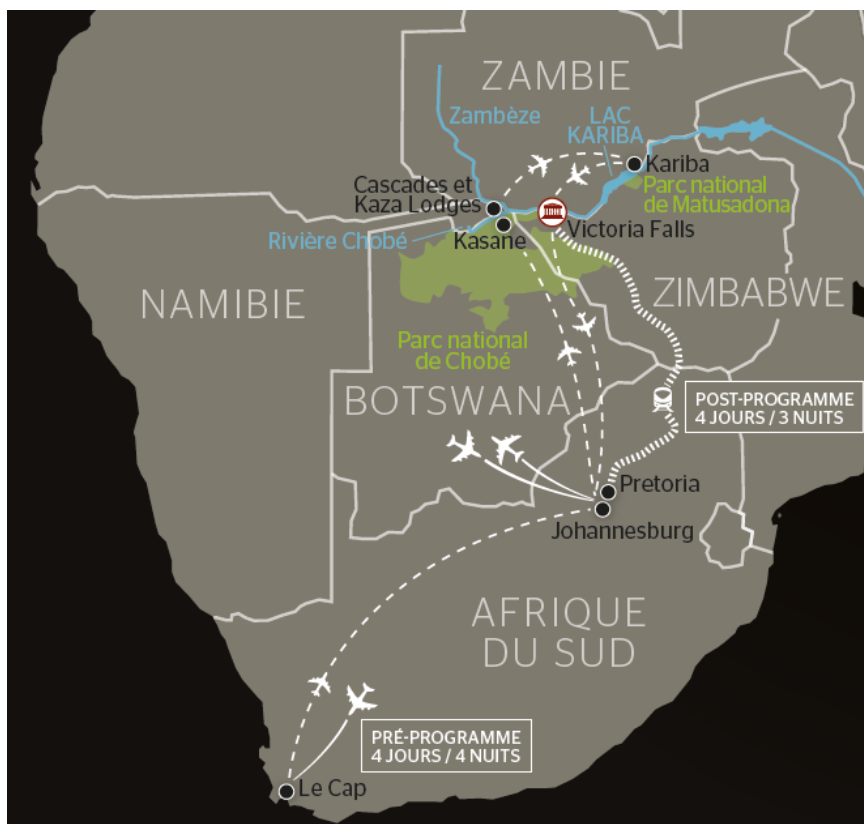 ZAMBIE
Zambèze
LAC
KARIBA
Kariba
Cascades et
Kaza Lodges
Parc national
de Matusadona
Rivière Chobé
Kasane
Victoria Falls
NAMIBIE
ZIMBABWE
Parc national
de Chobé
BOTSWANA
POST-PROGRAMME
4 JOURS / 3 NUITS
Pretoria
Johannesburg
AFRIQUE
DU SUD
PRÉ-PROGRAMME
4 JOURS / 4 NUITS
Le Cap